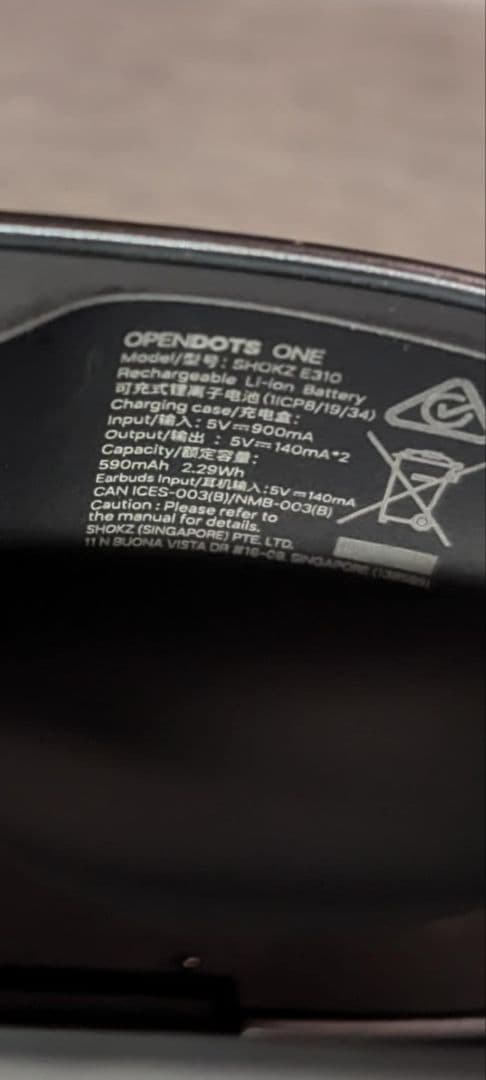 OPENDOTS ONE
Model/型号: SHOKZ E310
Rechargeable Li-ion Battery
可充式锂离子电池 (1ICP8/19/34)
Charging case/充电盒:
Input/输入: 5V⎓900mA
Output/输出 : 5V⎓140mA*2
Capacity/额定容量:
590mAh 2.29Wh
Earbuds Input/耳机输入:5V⎓140mA
CAN ICES-003(B)/NMB-003(B)
Caution : Please refer to
the manual for details.
SHOKZ (SINGAPORE) PTE. LTD.
11 N BUONA VISTA DR #16-09, SINGAPORE